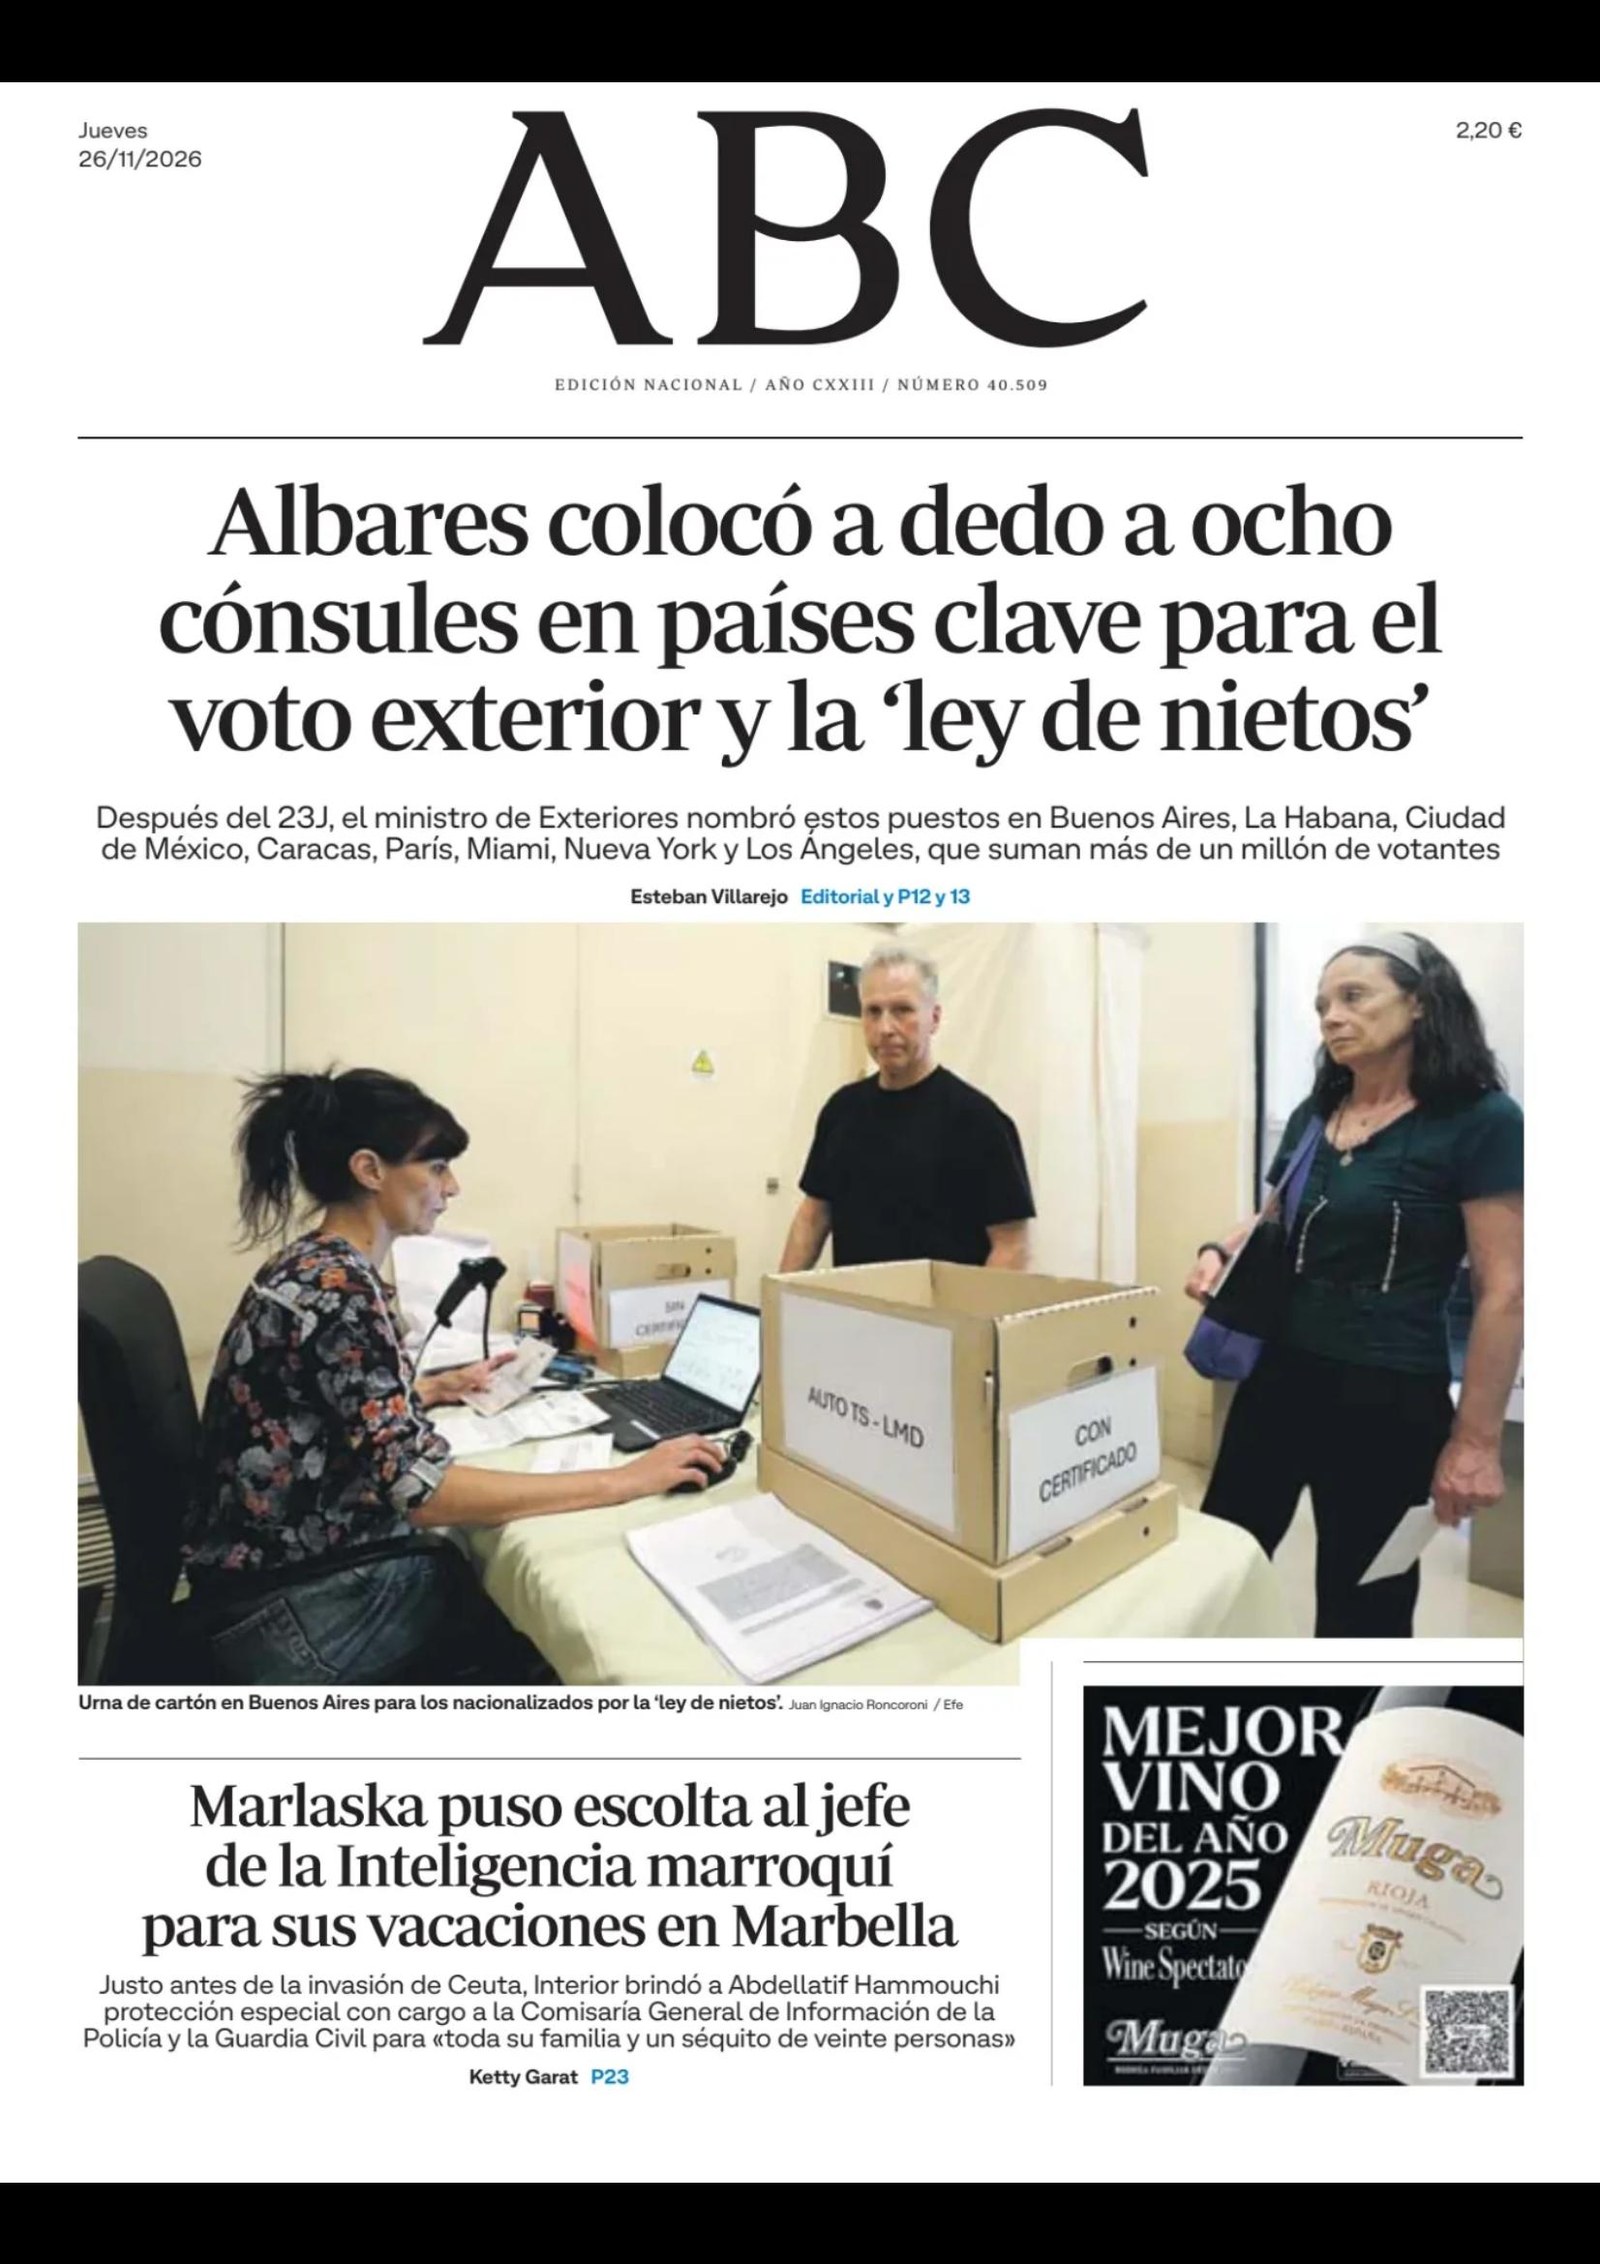 Jueves
26/11/2026
2,20 €
ABC
EDICIÓN NACIONAL / AÑO CXXIII / NÚMERO 40.509
Albares colocó a dedo a ocho
cónsules en países clave para el
voto exterior y la ‘ley de nietos’
Después del 23J, el ministro de Exteriores nombró estos puestos en Buenos Aires, La Habana, Ciudad
de México, Caracas, París, Miami, Nueva York y Los Ángeles, que suman más de un millón de votantes
Esteban Villarejo Editorial y P12 y 13
SIN
AUTO TS - LMD
CON
CERTIFICADO
Urna de cartón en Buenos Aires para los nacionalizados por la ‘ley de nietos’. Juan Ignacio Roncoroni / Efe
Marlaska puso escolta al jefe
de la Inteligencia marroquí
para sus vacaciones en Marbella
Justo antes de la invasión de Ceuta, Interior brindó a Abdellatif Hammouchi
protección especial con cargo a la Comisaría General de Información de la
Policía y la Guardia Civil para «toda su familia y un séquito de veinte personas»
Ketty Garat P23
MEJOR
VINO
DEL AÑO
2025
SEGÚN
Wine Spectato
Muga
Muga
RIOJA